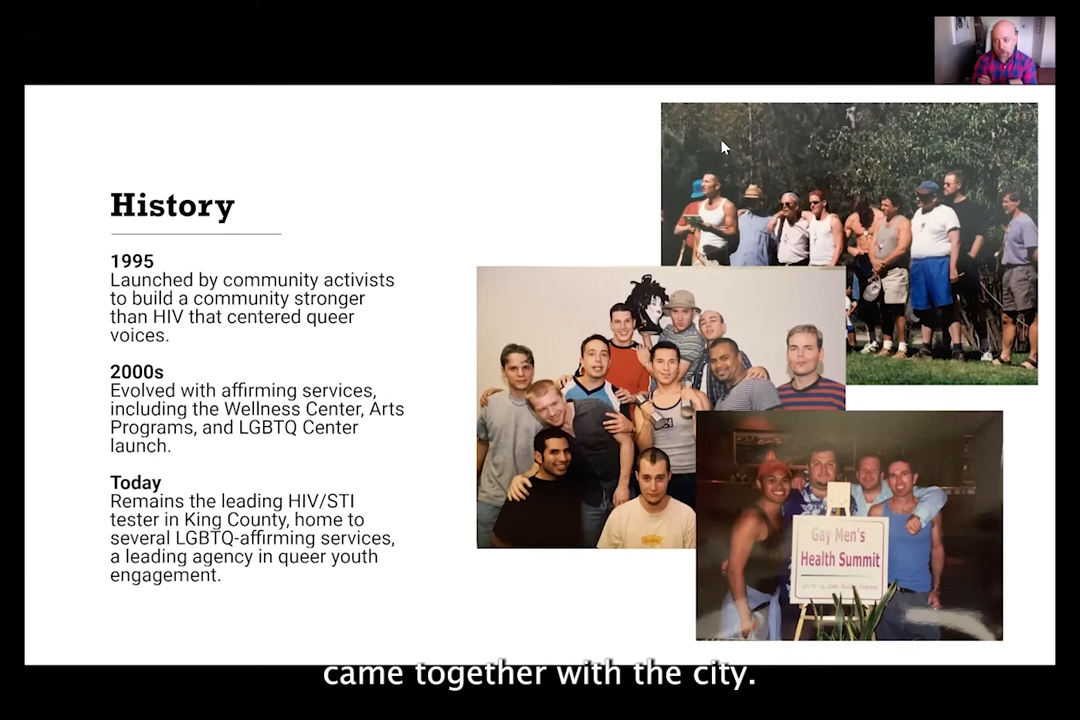 History
1995
Launched by community activists
to build a community stronger
than HIV that centered queer
voices.
2000s
Evolved with affirming services,
including the Wellness Center, Arts
Programs, and LGBTQ Center
launch.
Today
Remains the leading HIV/STI
tester in King County, home to
several LGBTQ-affirming services,
a leading agency in queer youth
engagement.
Gay Men's
Health Summit
came together with the city.